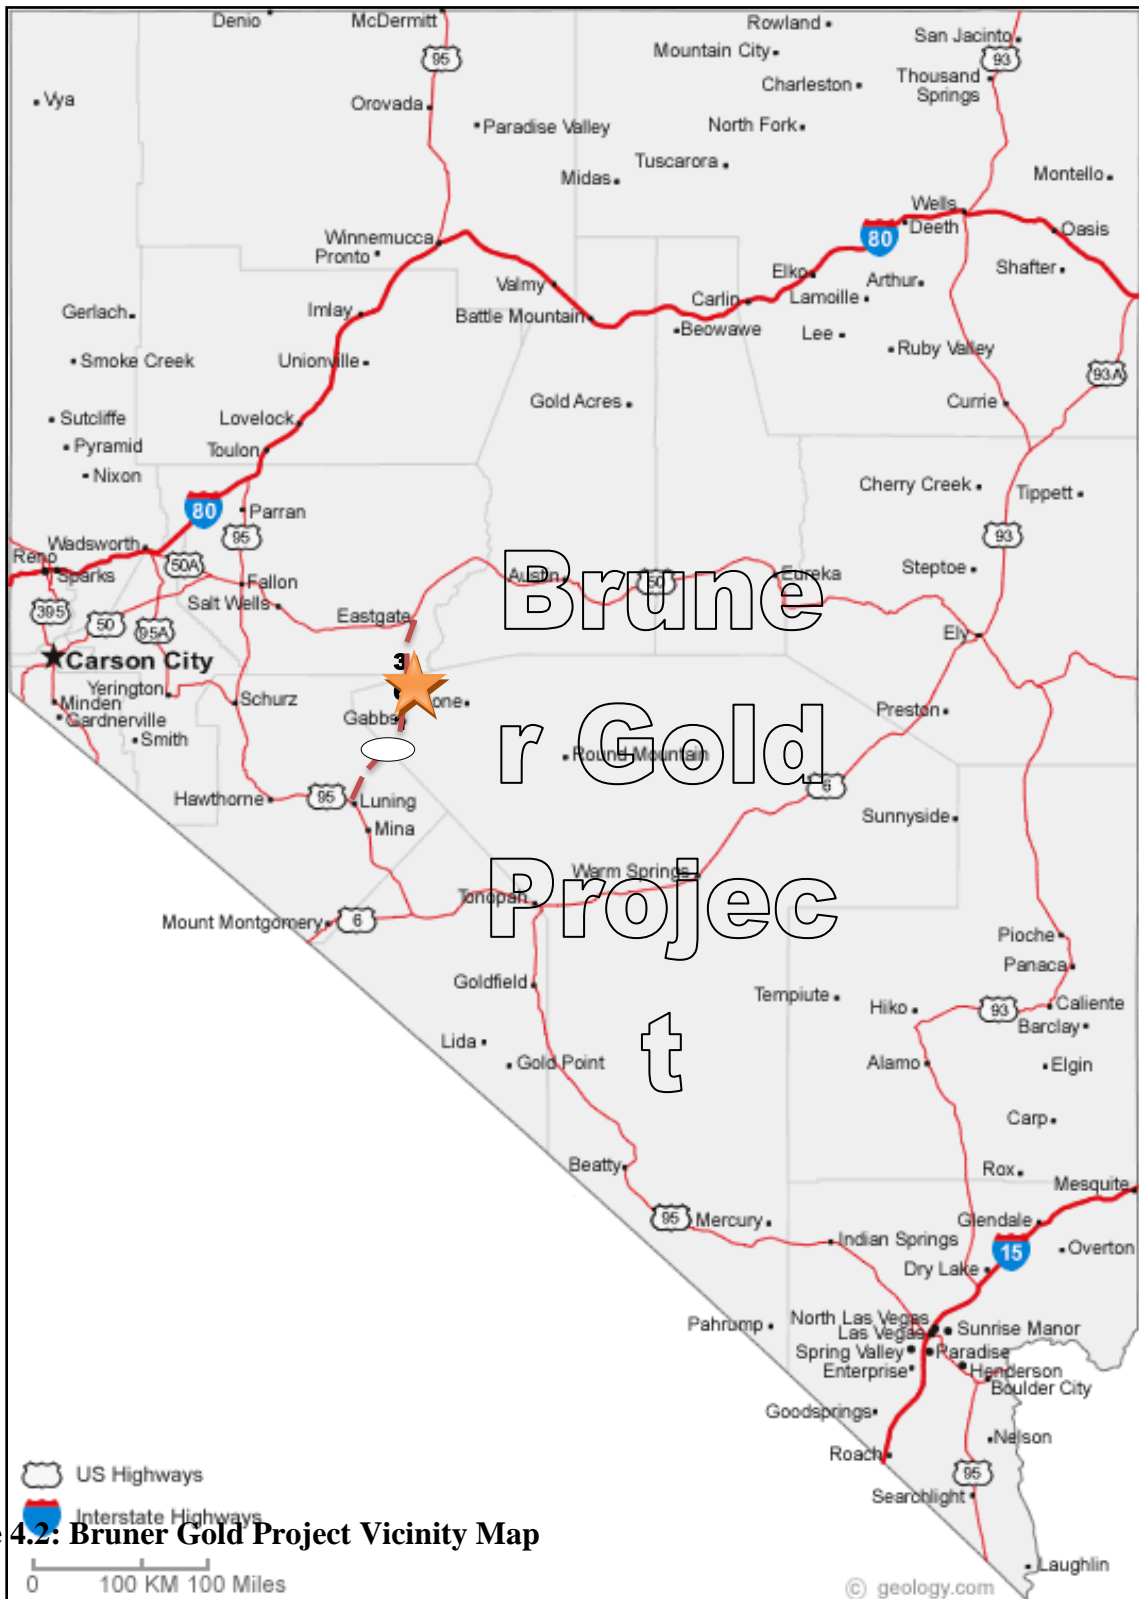 Denio
McDermitt
Rowland
San Jacinto
95
Mountain City
93
Vya
Orovada
Charleston
Thousand
Springs
Paradise Valley
North Fork
Tuscarora
Midas
Montello
Wells
Winnemucca
Pronto
80
Deeth
Oasis
Valmy
Elko
Arthur
Shafter
Gerlach
Imlay
Battle Mountain
Carlin
Lamoille
Beowawe
Lee
Ruby Valley
Smoke Creek
Unionville
93A
Gold Acres
Currie
Sutcliffe
Lovelock
Pyramid
Toulon
Nixon
Cherry Creek
Tippett
80
Parran
95
93
Wadsworth
Reno
Sparks
50A
Fallon
Austin
50
Eureka
Steptoe
Brune
395
50
95A
Salt Wells
Eastgate
Ely
Carson City
3
Yerington
Schurz
one
Minden
Gardnerville
Gabbs
Preston
Smith
r Gold
Round Mountain
6
Hawthorne
95
Luning
Mina
Sunnyside
Warm Springs
Tonopah
Projec
Mount Montgomery
6
Pioche
Panaca
Goldfield
Tempiute
Hiko
93
Caliente
Barclay
Lida
Gold Point
t
Alamo
Elgin
Carp
Beatty
Rox
Mesquite
95
Mercury
Glendale
Indian Springs
15
Overton
Dry Lake
Pahrump
North Las Vegas
Las Vegas
Sunrise Manor
Spring Valley
Paradise
Enterprise
Henderson
Boulder City
Goodsprings
Nelson
Roach
95
Searchlight
US Highways
Interstate Highways
4.2: Bruner Gold Project Vicinity Map
Laughlin
0 100 KM 100 Miles
© geology.com